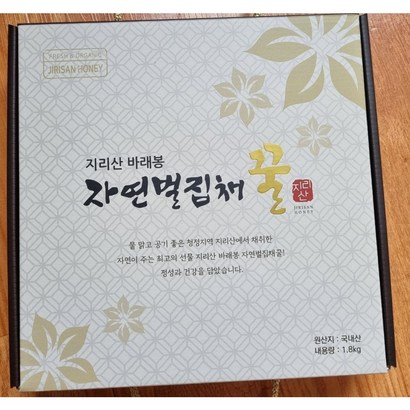 JIRISAN HONEY
지리산 바래봉
자연벌집채꿀
지리산
JIRISAN
HONEY
물 맑고 공기 좋은 청정지역 지리산에서 채취한
자연이 주는 최고의 선물 지리산 바래봉 자연벌집채꿀!
정성과 건강을 담았습니다.
원산지 : 국내산
내용량 : 1.8kg